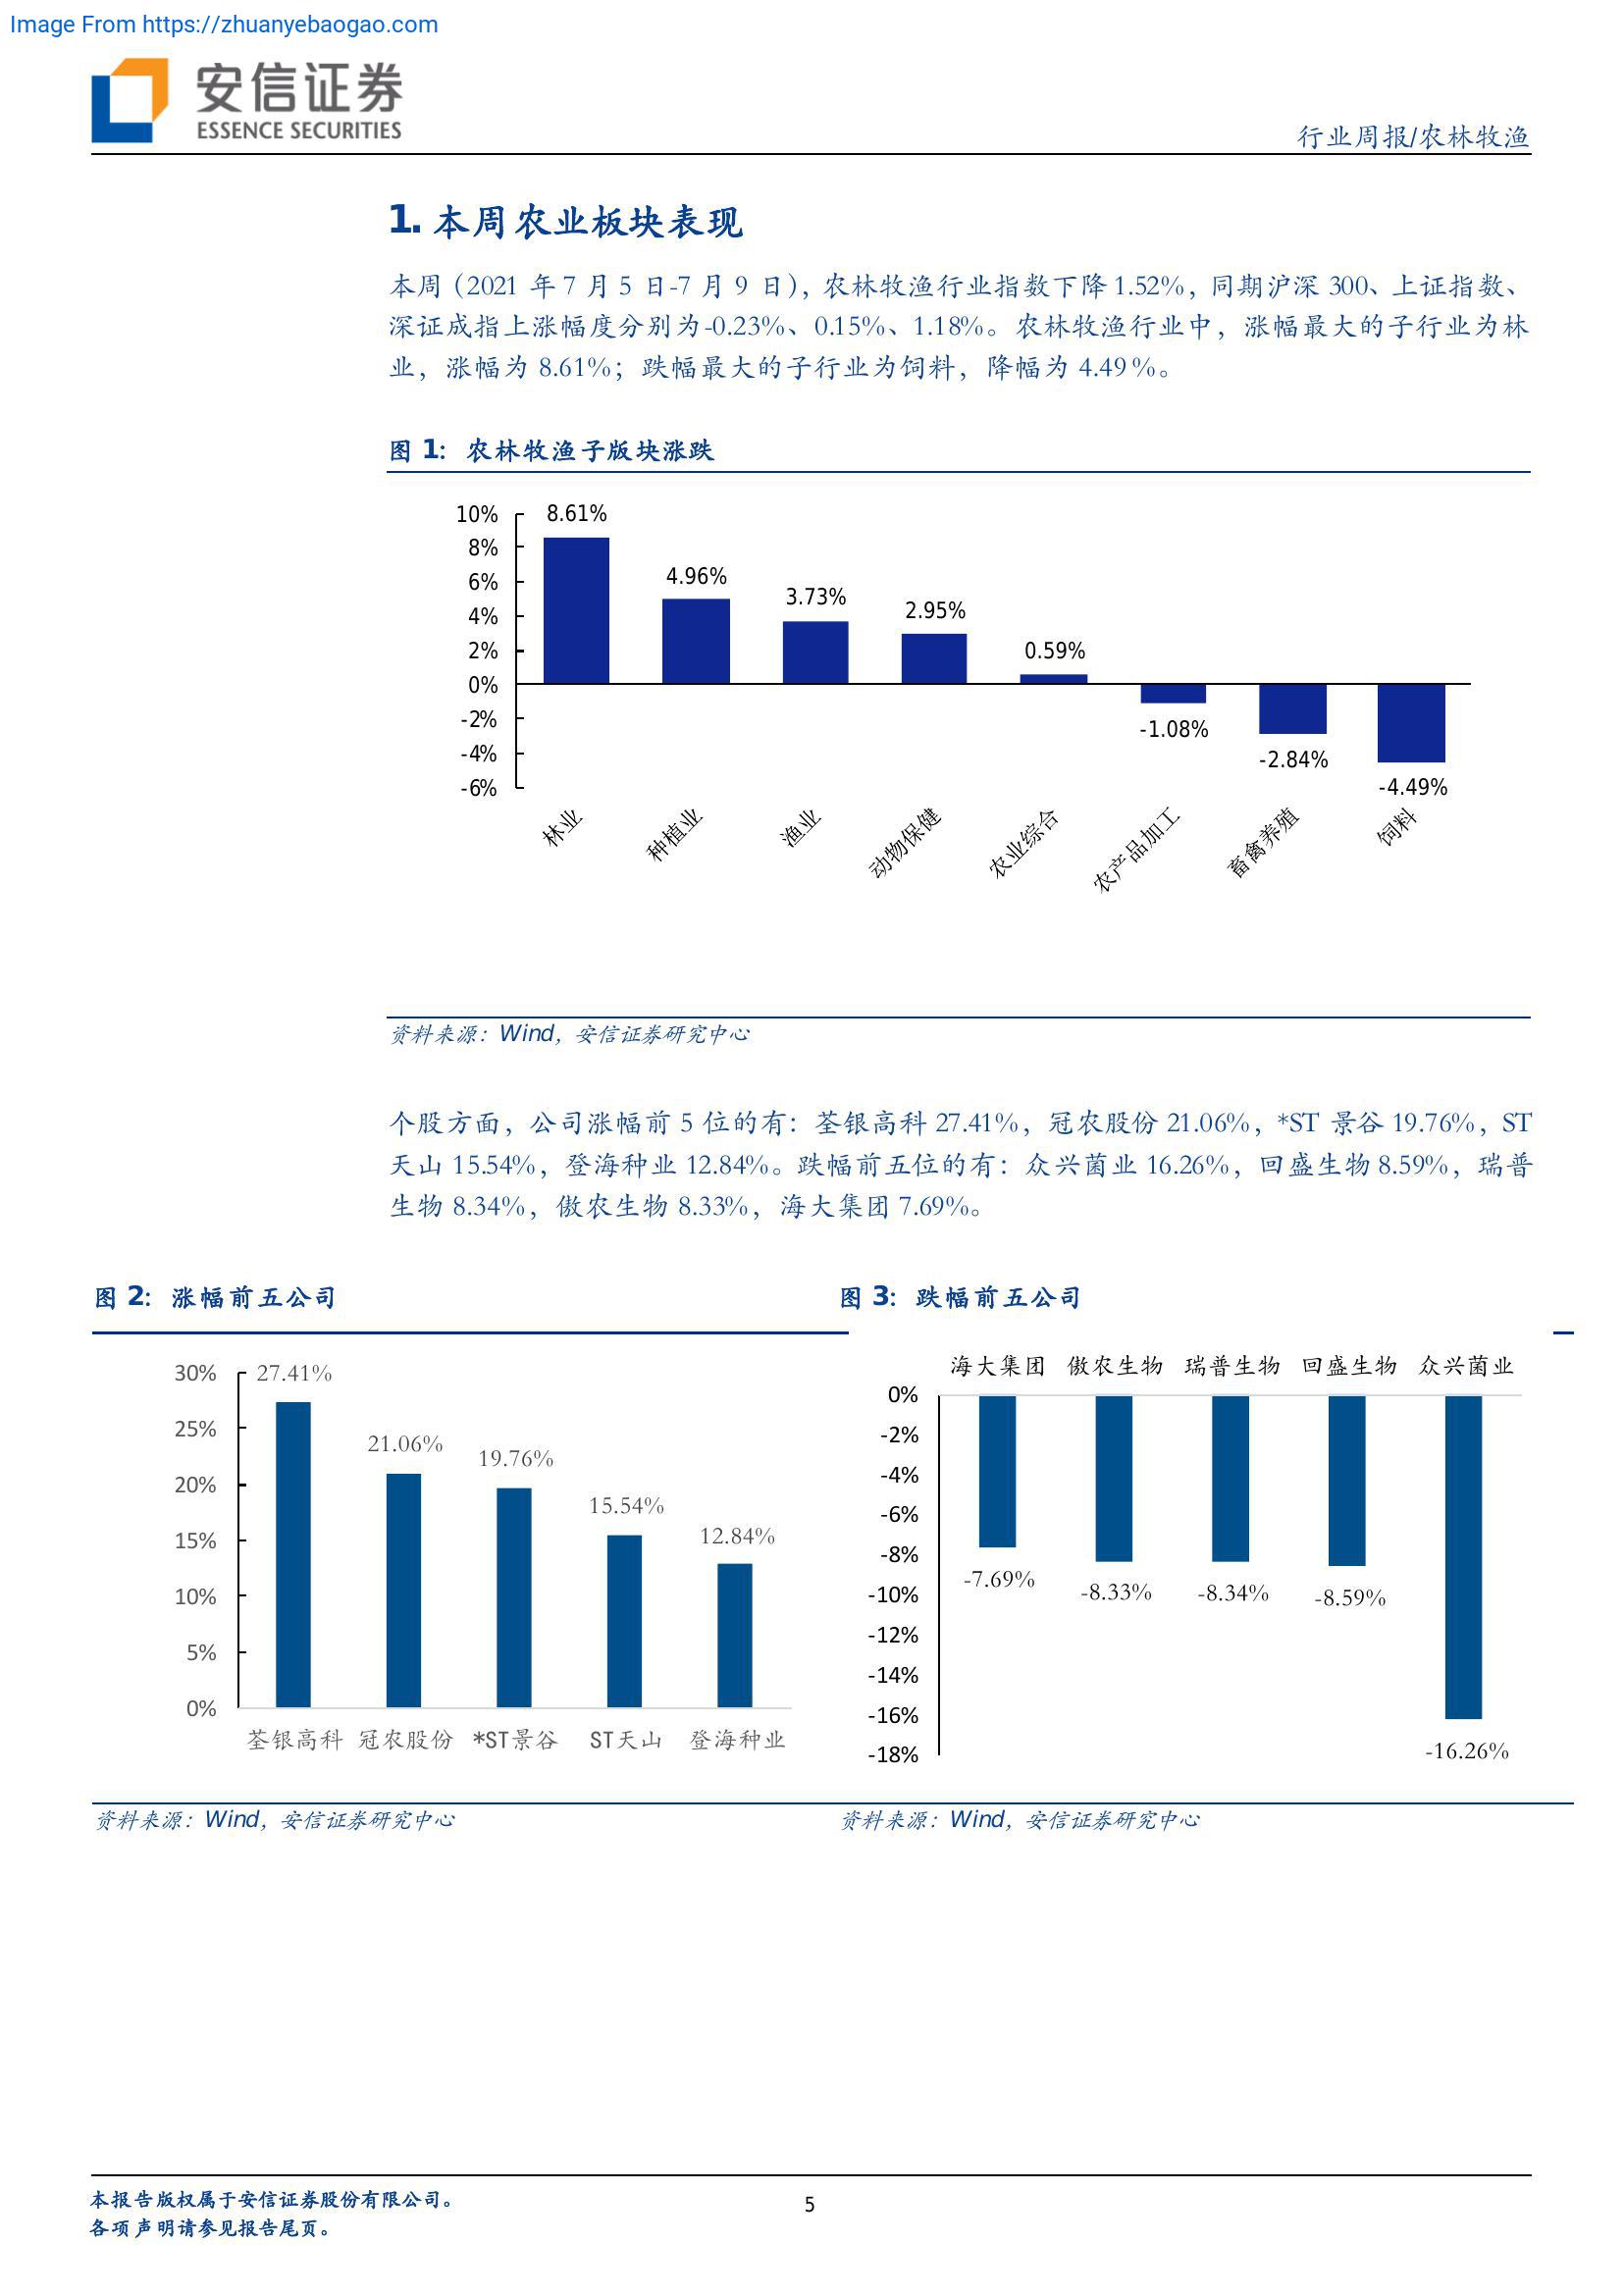 Image From https://zhuanyebaogao.com
安信证券
ESSENCE SECURITIES
行业周报/农林牧渔
1. 本周农业板块表现
本周（2021 年 7 月 5 日-7 月 9 日），农林牧渔行业指数下降 1.52%，同期沪深 300、上证指数、
深证成指上涨幅度分别为-0.23%、0.15%、1.18%。农林牧渔行业中，涨幅最大的子行业为林
业，涨幅为 8.61%；跌幅最大的子行业为饲料，降幅为 4.49%。
图 1：农林牧渔子版块涨跌
10%
8%
6%
4%
2%
0%
-2%
-4%
-6%
8.61%
4.96%
3.73%
2.95%
0.59%
-1.08%
-2.84%
-4.49%
林业
种植业
渔业
动物保健
农业综合
农产品加工
畜禽养殖
饲料
资料来源：Wind，安信证券研究中心
个股方面，公司涨幅前 5 位的有：荃银高科 27.41%，冠农股份 21.06%，*ST 景谷 19.76%，ST
天山 15.54%，登海种业 12.84%。跌幅前五位的有：众兴菌业 16.26%，回盛生物 8.59%，瑞普
生物 8.34%，傲农生物 8.33%，海大集团 7.69%。
图 2：涨幅前五公司
30%
25%
20%
15%
10%
5%
0%
27.41%
21.06%
19.76%
15.54%
12.84%
荃银高科 冠农股份 *ST景谷 ST天山 登海种业
资料来源：Wind，安信证券研究中心
图 3：跌幅前五公司
海大集团 傲农生物 瑞普生物 回盛生物 众兴菌业
0%
-2%
-4%
-6%
-8%
-10%
-12%
-14%
-16%
-18%
-7.69%
-8.33%
-8.34%
-8.59%
-16.26%
资料来源：Wind，安信证券研究中心
本报告版权属于安信证券股份有限公司。
各项声明请参见报告尾页。
5